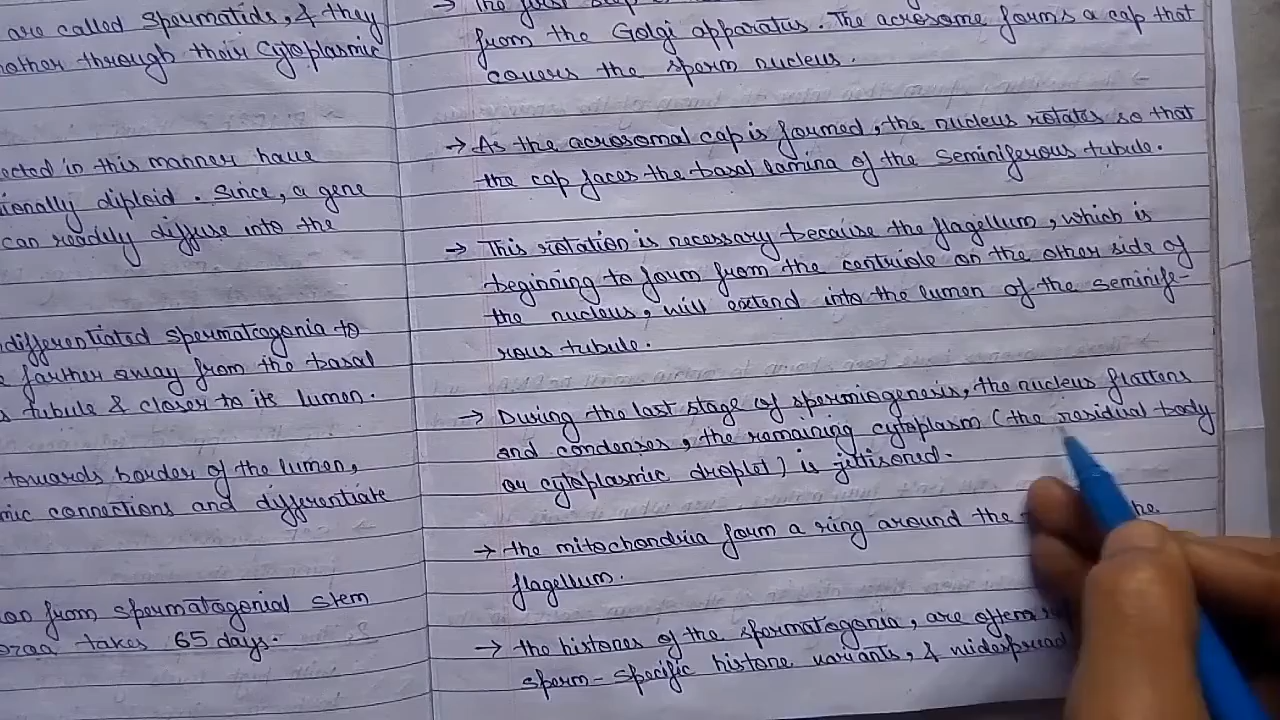 are called spermatids, & they
nother through their cytoplasmic
ected in this manner have
ionally diploid. Since, a gene
can readily diffuse into the
differentiated spermatogonia to
farther away from the basal
tubule & closer to its lumen.
towards border of the lumen,
mic connections and differentiate
on from spermatogonial stem
ozoa takes 65 days.
→ The first step
from the Golgi apparatus. The acrosome forms a cap that
covers the sperm nucleus.
→ As the acrosomal cap is formed, the nucleus rotates so that
the cap faces the basal lamina of the seminiferous tubule.
→ This rotation is necessary because the flagellum, which is
beginning to form from the centriole on the other side of
the nucleus, will extend into the lumen of the seminife-
rous tubule.
→ During the last stage of spermiogenesis, the nucleus flattens
and condenses, the remaining cytoplasm (the residual body
or cytoplasmic droplet) is jettisoned.
→ the mitochondria form a ring around the he
flagellum.
→ the histones of the spermatogonia, are often
sperm-specific histone variants, & widespread